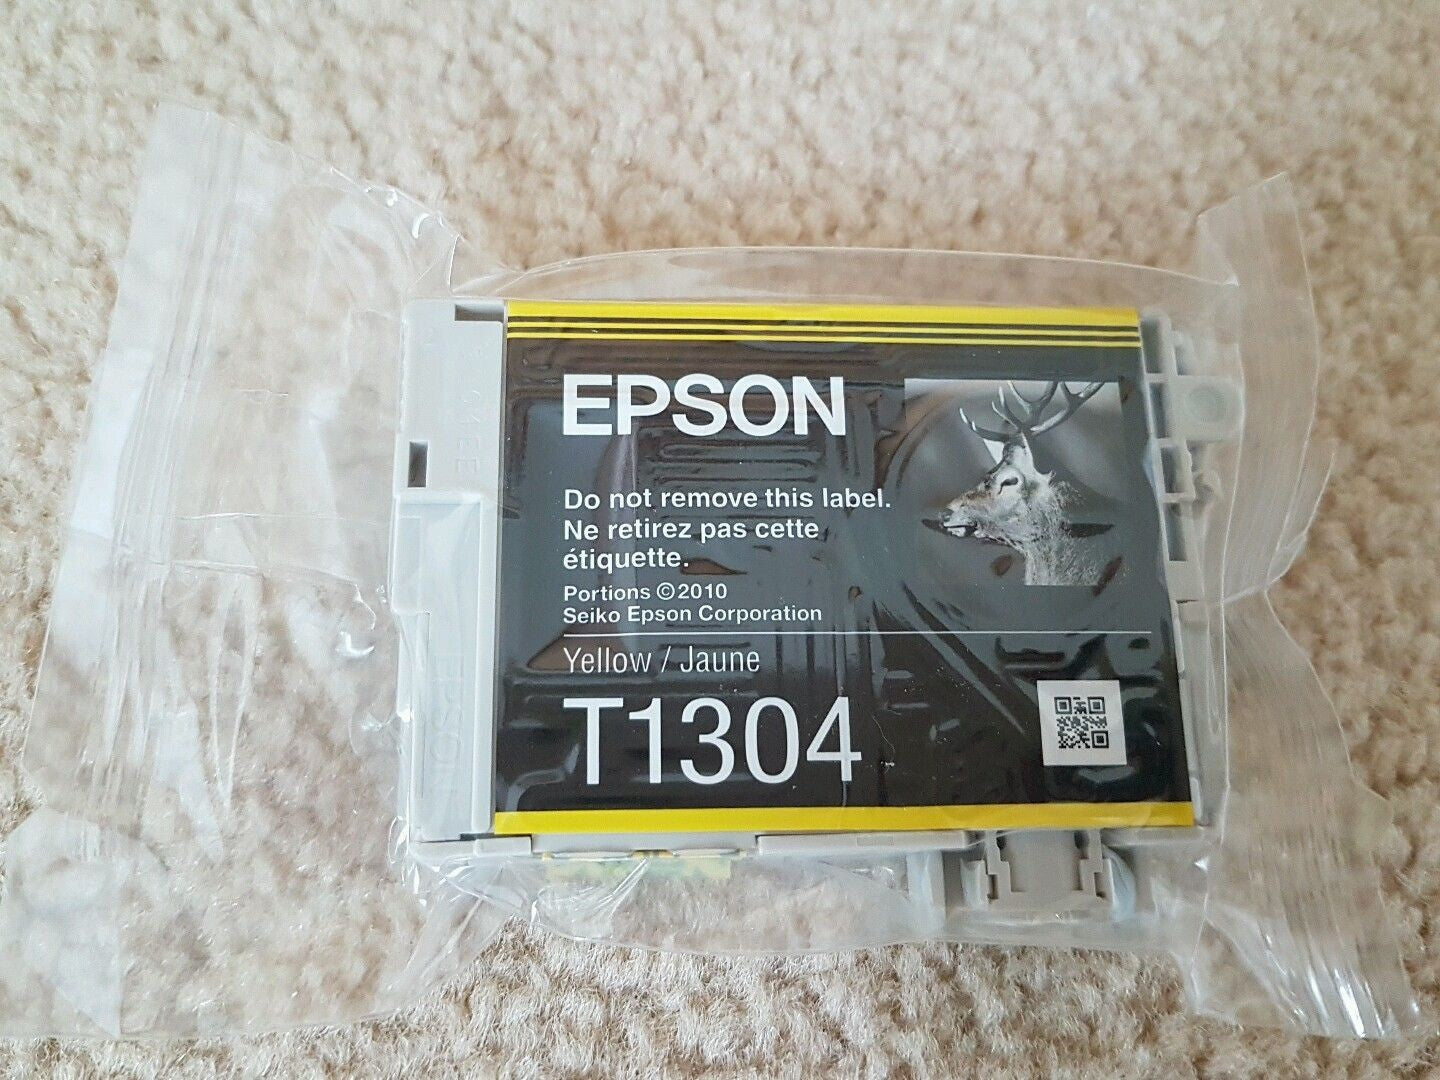 EPSON
Do not remove this label.
Ne retirez pas cette
étiquette.
Portions ©2010
Seiko Epson Corporation
Yellow / Jaune
T1304